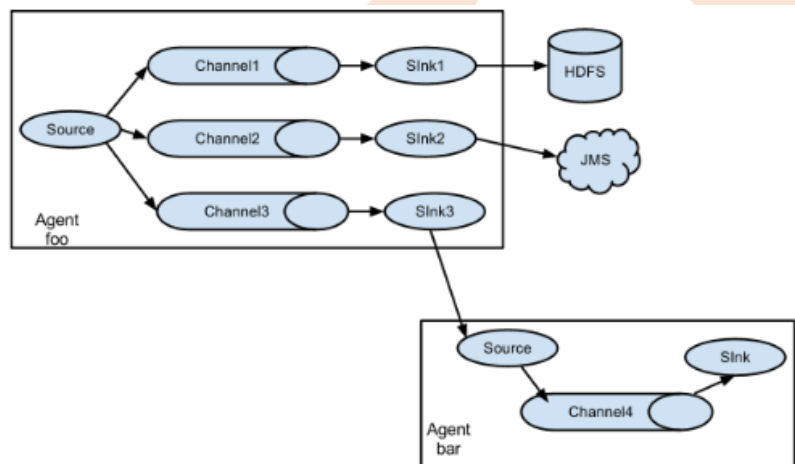 Channel1
SInk1
HDFS
Source
Channel2
SInk2
JMS
Channel3
SInk3
Agent
foo
Source
SInk
Channel4
Agent
bar